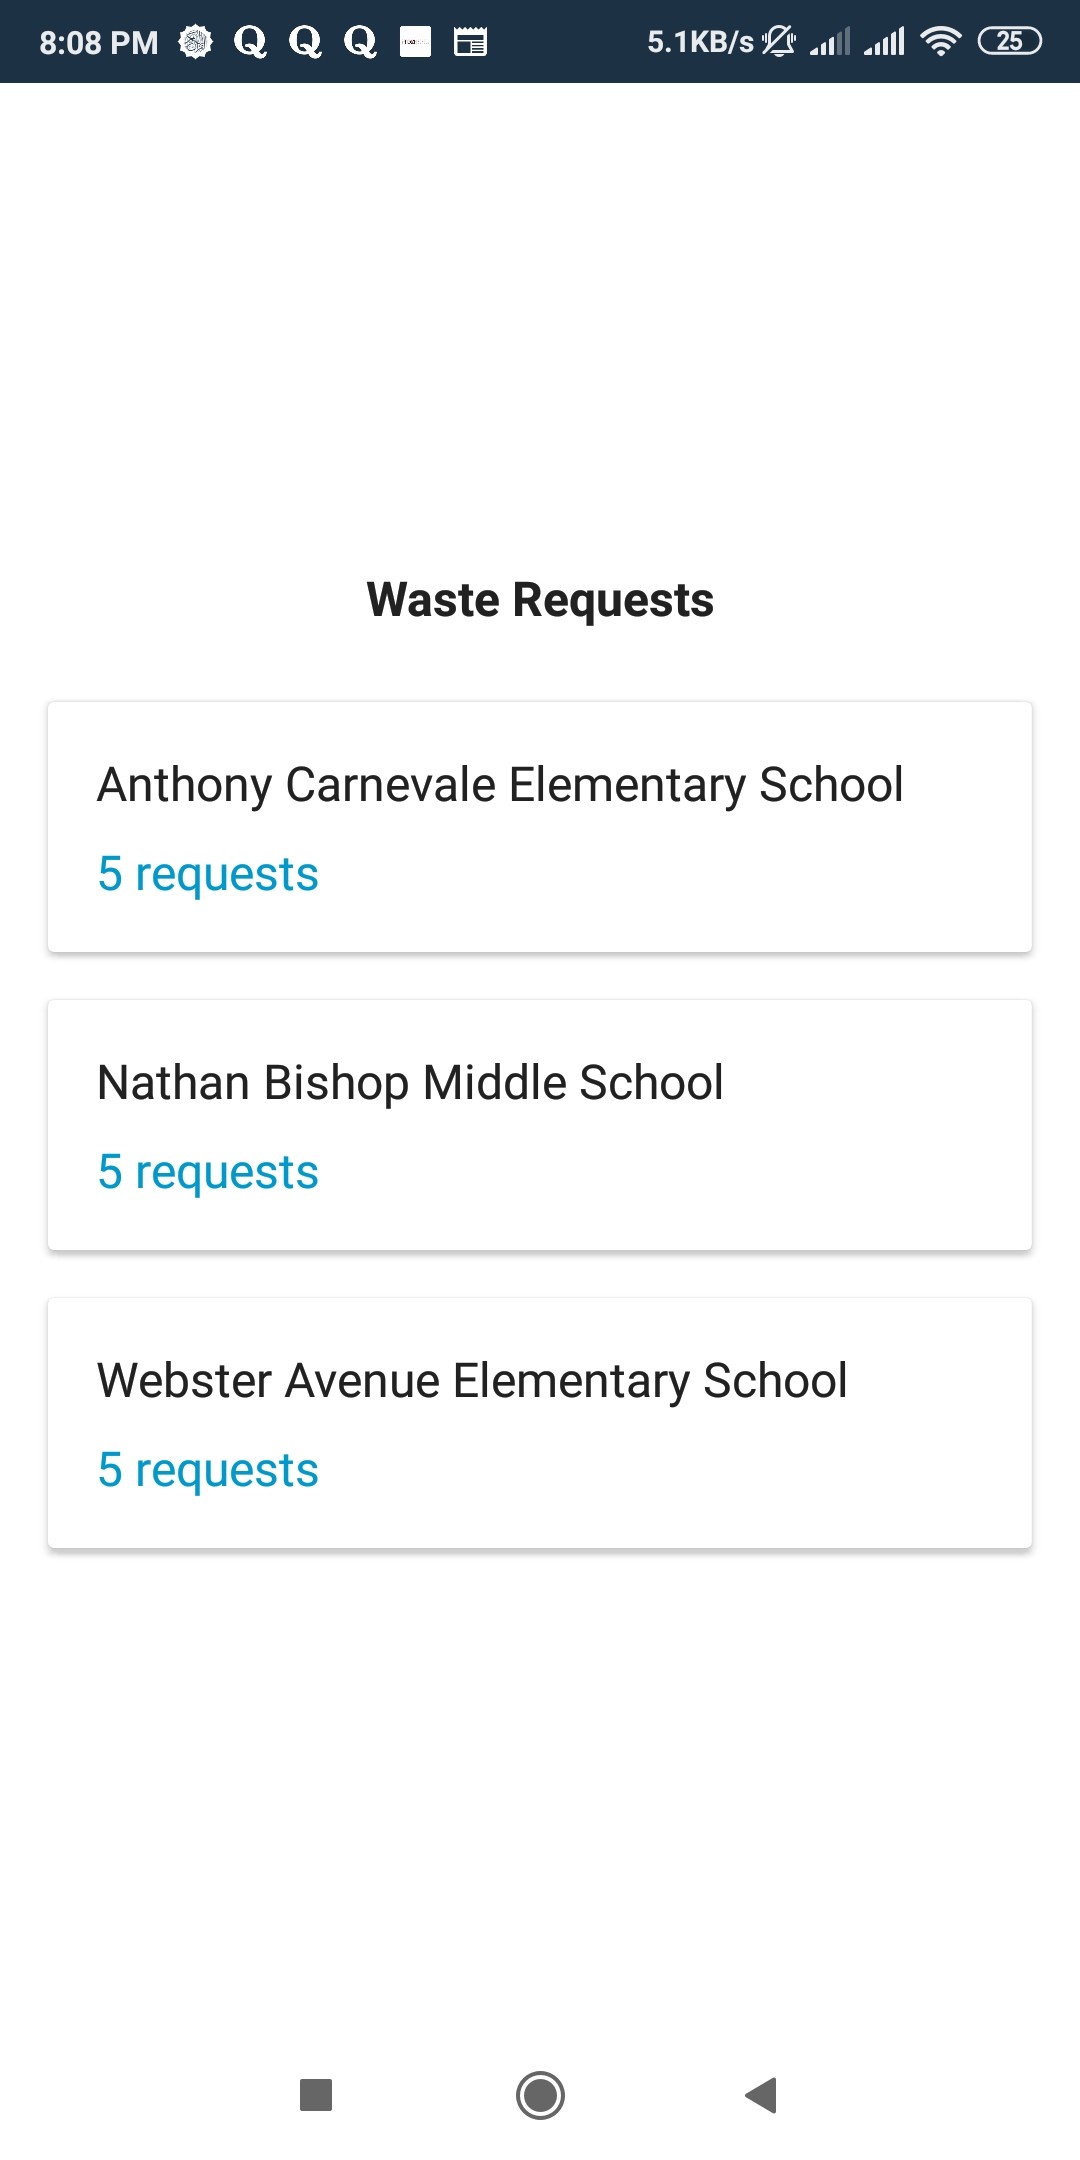 8:08 PM 5.1KB/s 25
Waste Requests
Anthony Carnevale Elementary School
5 requests
Nathan Bishop Middle School
5 requests
Webster Avenue Elementary School
5 requests